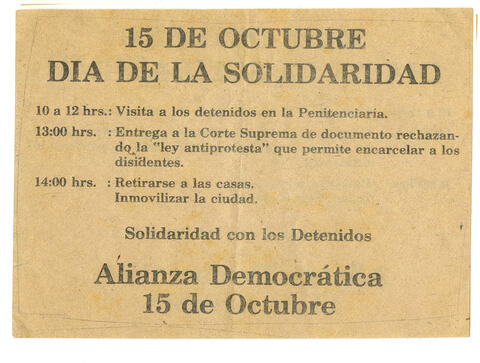 15 DE OCTUBRE
DIA DE LA SOLIDARIDAD
10 a 12 hrs.: Visita a los detenidos en la Penitenciaría.
13:00 hrs. : Entrega a la Corte Suprema de documento rechazan-
do la "ley antiprotesta" que permite encarcelar a los
disidentes.
14:00 hrs. : Retirarse a las casas.
Inmovilizar la ciudad.
Solidaridad con los Detenidos
Alianza Democrática
15 de Octubre